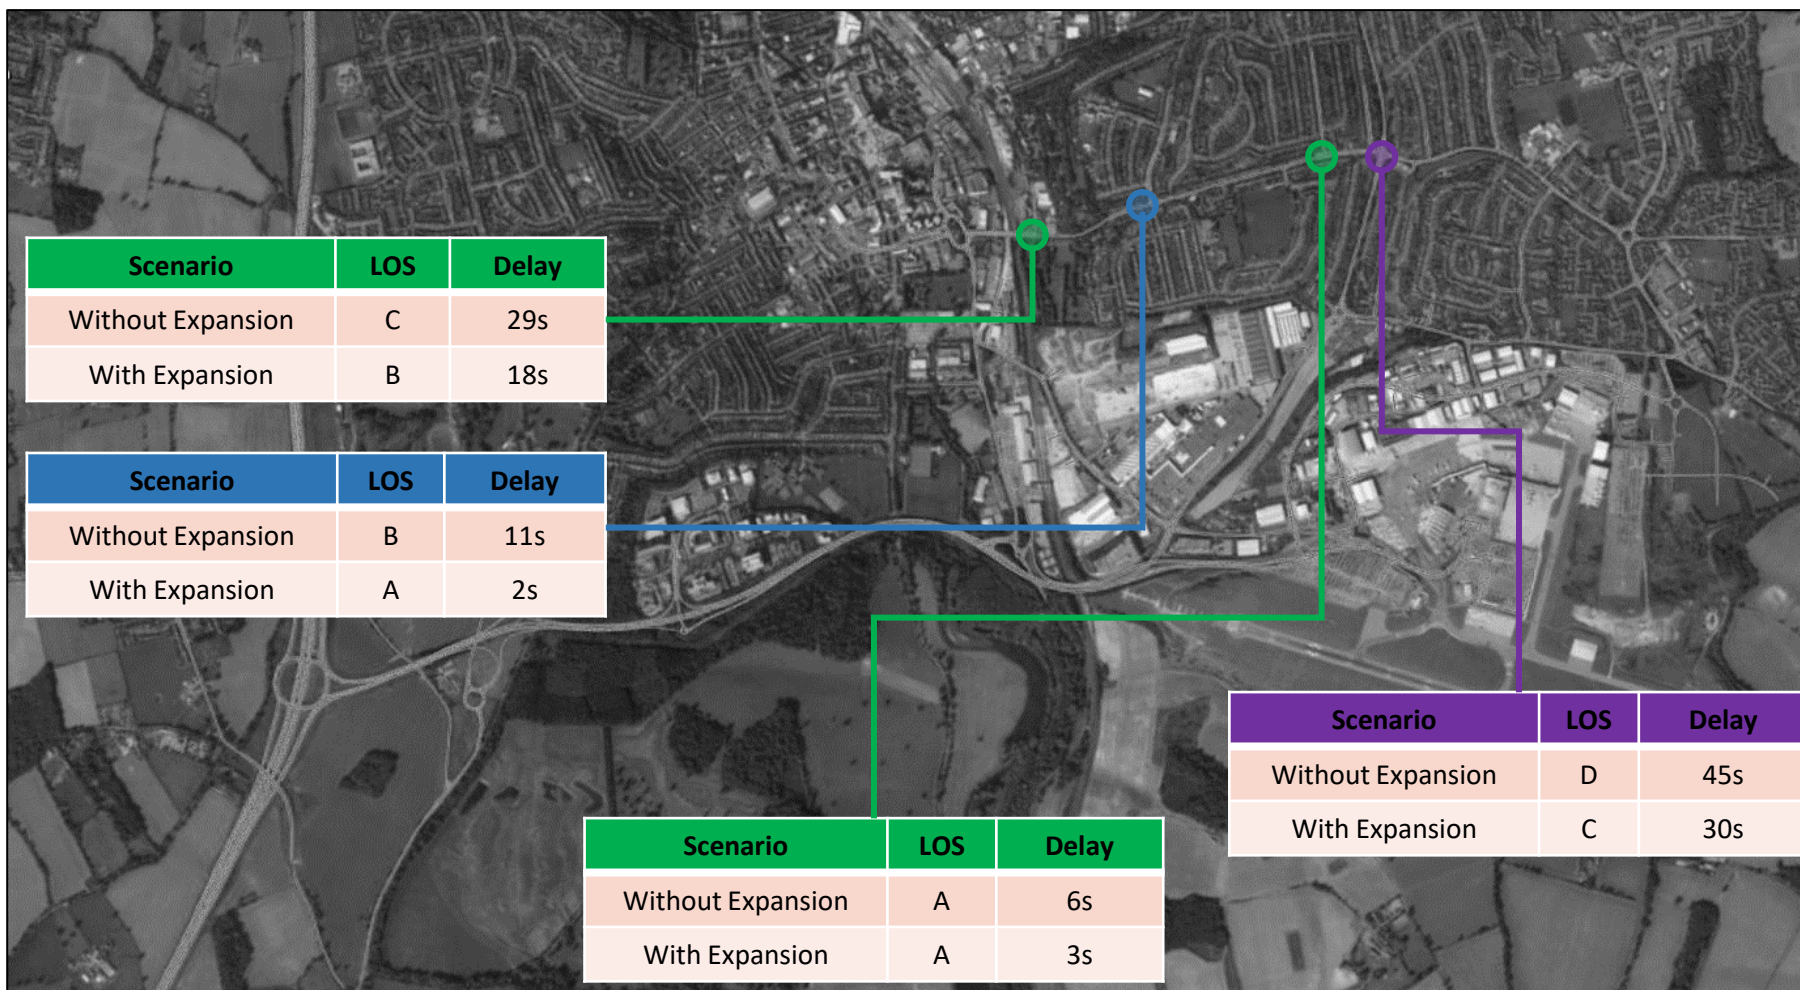 Scenario LOS Delay
Without Expansion C 29s
With Expansion B 18s
Scenario LOS Delay
Without Expansion B 11s
With Expansion A 2s
Scenario LOS Delay
Without Expansion A 6s
With Expansion A 3s
Scenario LOS Delay
Without Expansion D 45s
With Expansion C 30s